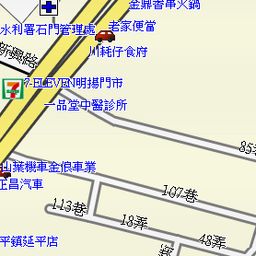 金鼎香串火鍋
水利署石門管理處
老家便當
川耗仔食府
新興路
7-ELEVEN明揚門市
一品堂中醫診所
85巷
山葉機車金俍車業
正昌汽車
107巷
113巷
18弄
48弄
平鎮延平店